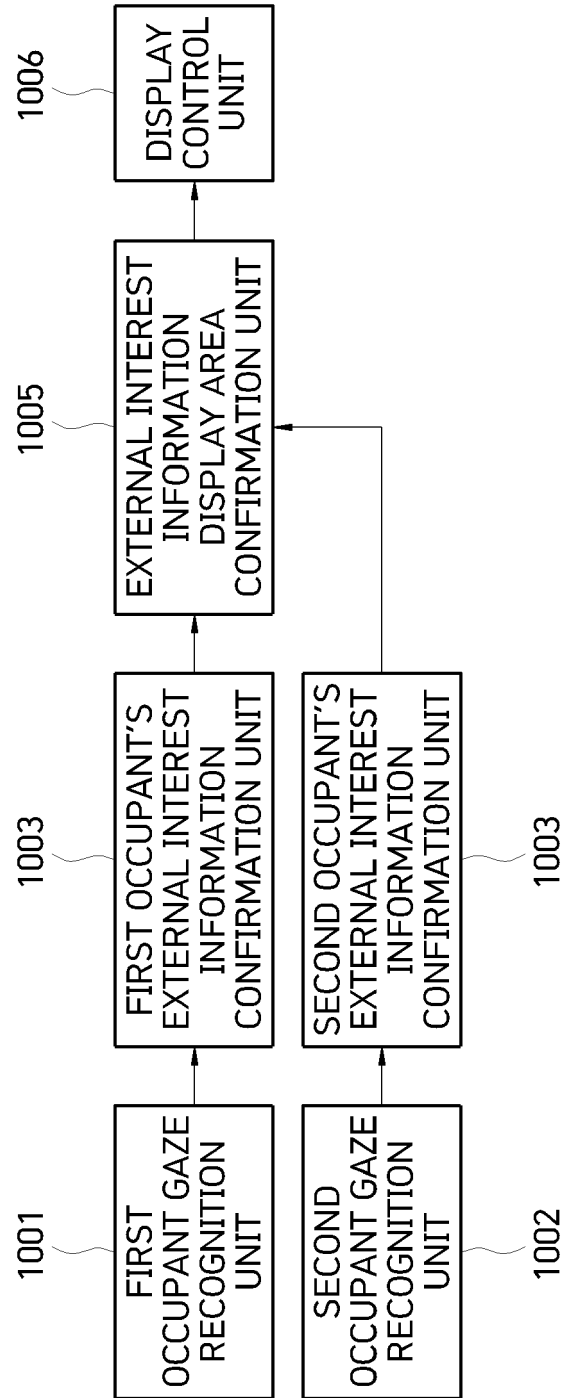 1001
FIRST
OCCUPANT GAZE
RECOGNITION
UNIT
1003
FIRST OCCUPANT'S
EXTERNAL INTEREST
INFORMATION
CONFIRMATION UNIT
1005
EXTERNAL INTEREST
INFORMATION
DISPLAY AREA
CONFIRMATION UNIT
1006
DISPLAY
CONTROL
UNIT
SECOND
OCCUPANT GAZE
RECOGNITION
UNIT
1002
SECOND OCCUPANT'S
EXTERNAL INTEREST
INFORMATION
CONFIRMATION UNIT
1003